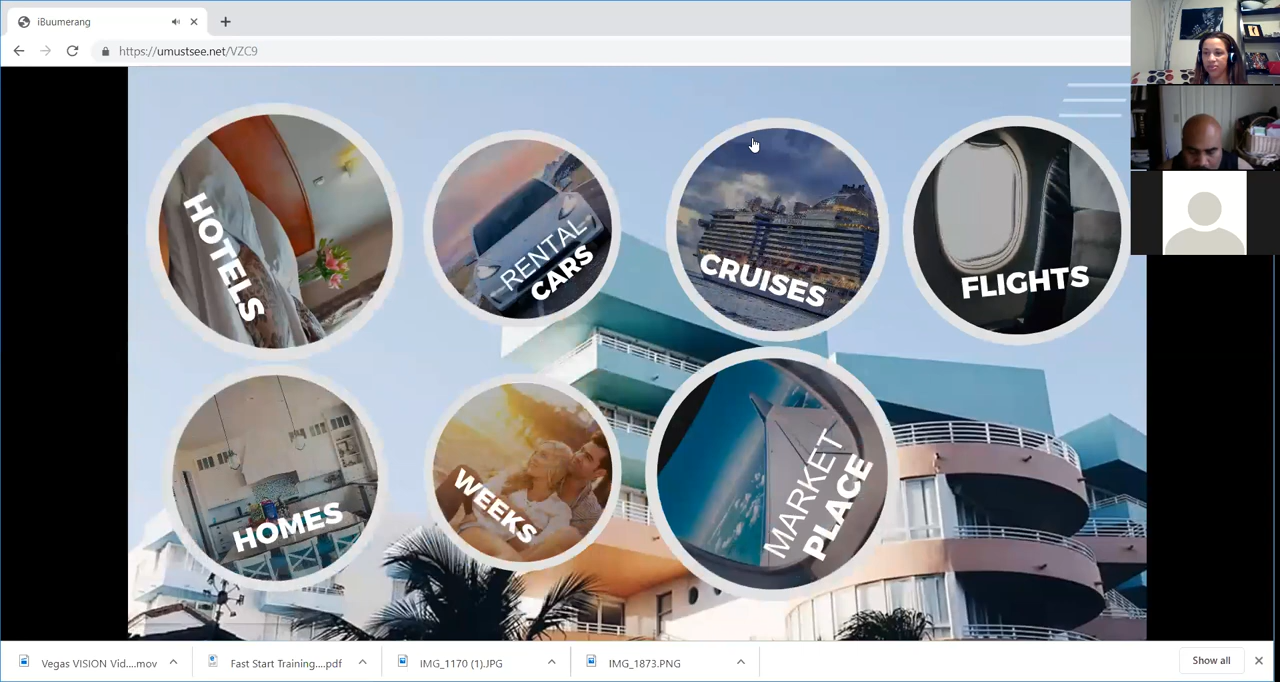 iBuumerang
https://umustsee.net/VZC9
HOTELS
RENTAL
CARS
CRUISES
FLIGHTS
HOMES
WEEKS
MARKET
PLACE
Vegas VISION Vid....mov
Fast Start Training....pdf
IMG_1170 (1).JPG
IMG_1873.PNG
Show all